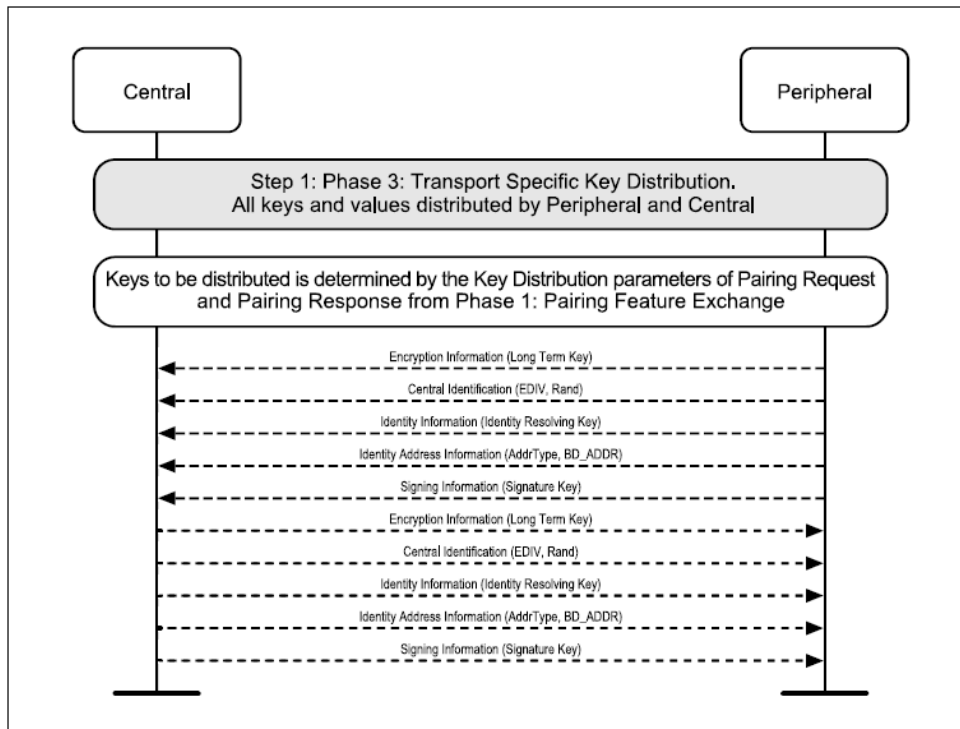 Central
Peripheral
Step 1: Phase 3: Transport Specific Key Distribution.
All keys and values distributed by Peripheral and Central
Keys to be distributed is determined by the Key Distribution parameters of Pairing Request
and Pairing Response from Phase 1: Pairing Feature Exchange
Encryption Information (Long Term Key)
Central Identification (EDIV, Rand)
Identity Information (Identity Resolving Key)
Identity Address Information (AddrType, BD_ADDR)
Signing Information (Signature Key)
Encryption Information (Long Term Key)
Central Identification (EDIV, Rand)
Identity Information (Identity Resolving Key)
Identity Address Information (AddrType, BD_ADDR)
Signing Information (Signature Key)